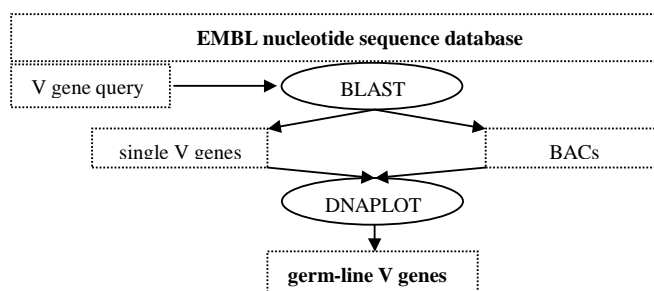 EMBL nucleotide sequence database
V gene query
BLAST
single V genes
BACs
DNAPLOT
germ-line V genes